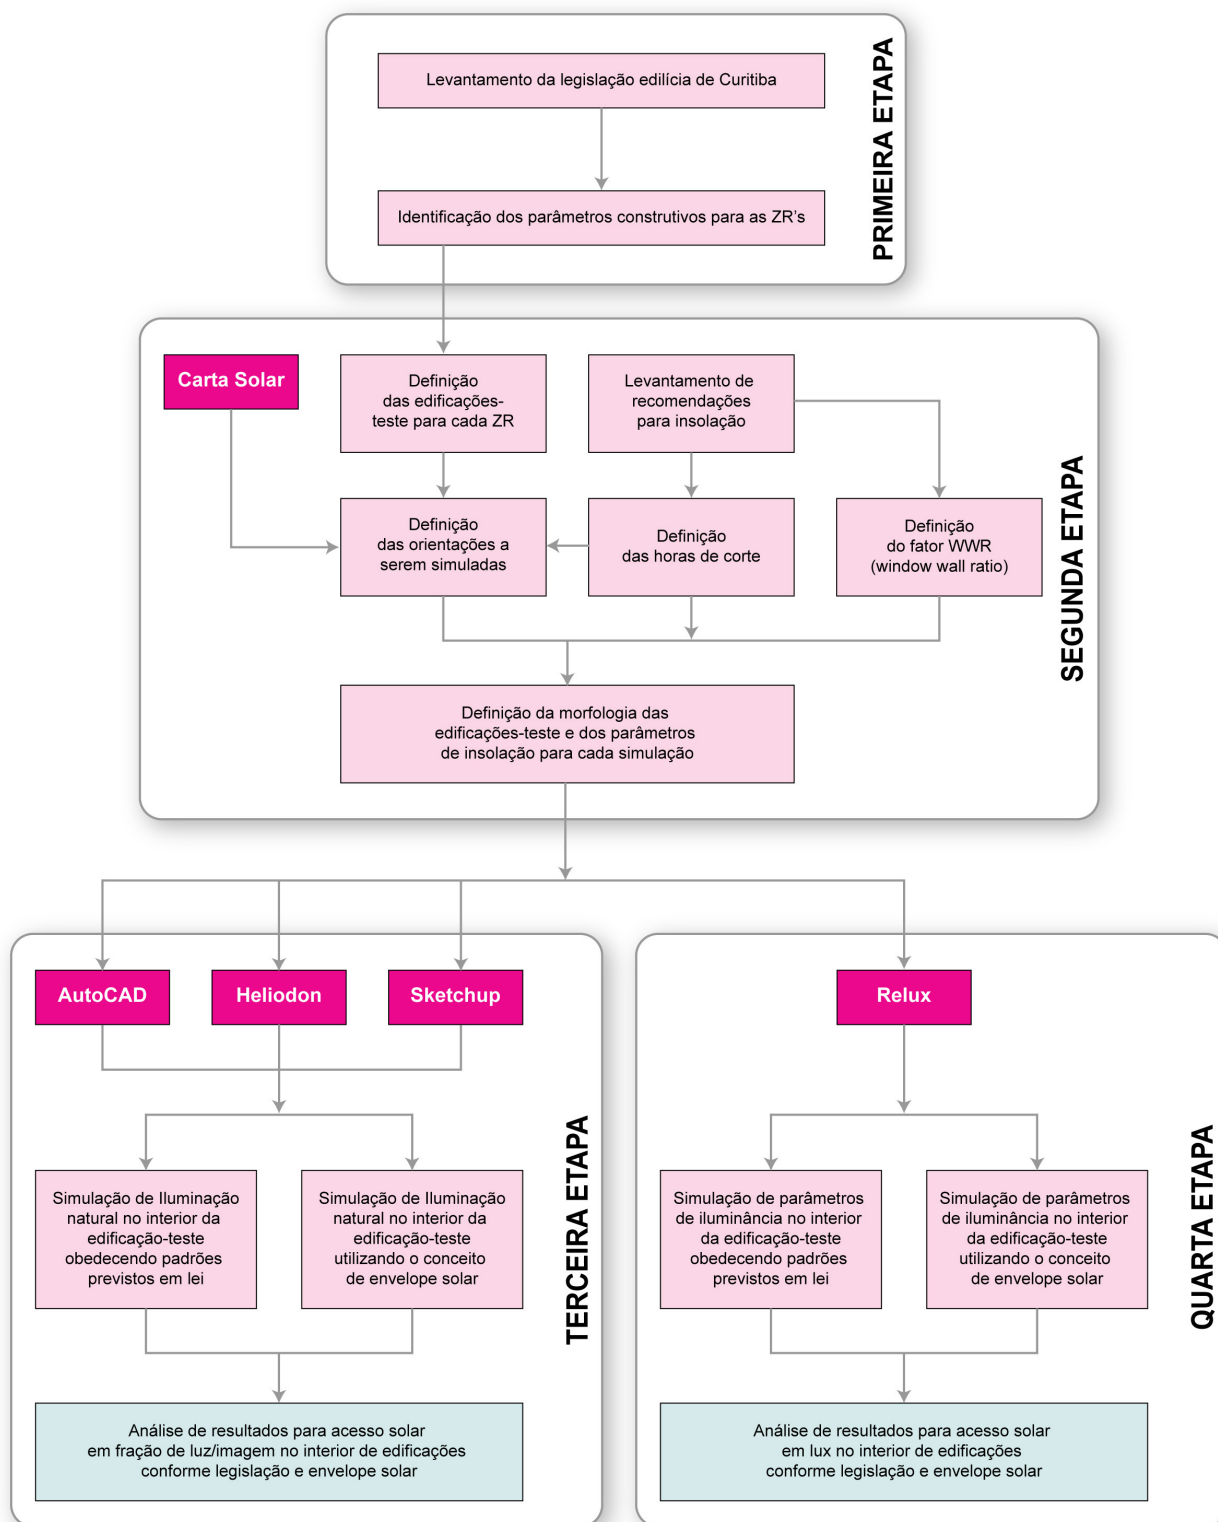 PRIMEIRA ETAPA
Levantamento da legislação edilícia de Curitiba
Identificação dos parâmetros construtivos para as ZR's
SEGUNDA ETAPA
Carta Solar
Definição
das edificações-
teste para cada ZR
Levantamento de
recomendações
para insolação
Definição
das orientações a
serem simuladas
Definição
das horas de corte
Definição
do fator WWR
(window wall ratio)
Definição da morfologia das
edificações-teste e dos parâmetros
de insolação para cada simulação
TERCEIRA ETAPA
AutoCAD
Heliodon
Sketchup
Simulação de Iluminação
natural no interior da
edificação-teste
obedecendo padrões
previstos em lei
Simulação de Iluminação
natural no interior da
edificação-teste
utilizando o conceito
de envelope solar
Análise de resultados para acesso solar
em fração de luz/imagem no interior de edificações
conforme legislação e envelope solar
QUARTA ETAPA
Relux
Simulação de parâmetros
de iluminância no interior
da edificação-teste
obedecendo padrões
previstos em lei
Simulação de parâmetros
de iluminância no interior
da edificação-teste
utilizando o conceito
de envelope solar
Análise de resultados para acesso solar
em lux no interior de edificações
conforme legislação e envelope solar